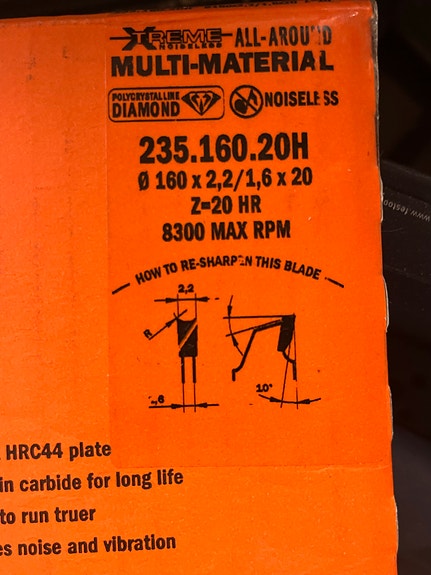 XTREME ALL-AROUND
NOISELESS
MULTI-MATERIAL
POLYCRYSTALLINE
DIAMOND
NOISELESS
235.160.20H
Ø 160 x 2,2/1,6 x 20
Z=20 HR
8300 MAX RPM
HOW TO RE-SHARPEN THIS BLADE
2,2
R
,6
10°
HRC44 plate
in carbide for long life
to run truer
es noise and vibration